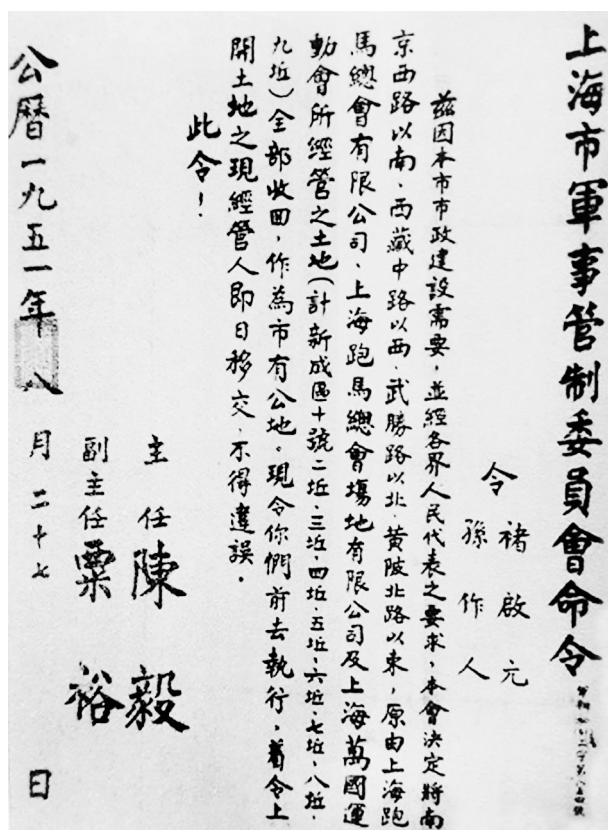 上海市軍事管制委員會命令
令 褚啟元
孫作人
茲因本市市政建設需要，並經各界人民代表之要求，本會決定將南
京西路以南、西藏中路以西、武勝路以北、黃陂北路以東，原由上海跑
馬總會有限公司、上海跑馬總會場地有限公司及上海萬國運
動會所經管之土地（計新成區十號二坵、三坵、四坵、五坵、六坵、七坵、八坵、
九坵）全部收回，作為市有公地。現令你們前去執行，着令上
開土地之現經管人即日移交，不得違誤。
此令！
主任 陳毅
副主任 粟裕
公曆一九五一年八月二十七日